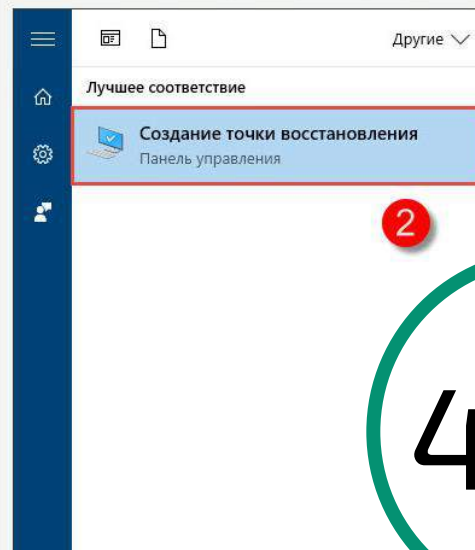 Другие
Лучшее соответствие
Создание точки восстановления
Панель управления
2
4